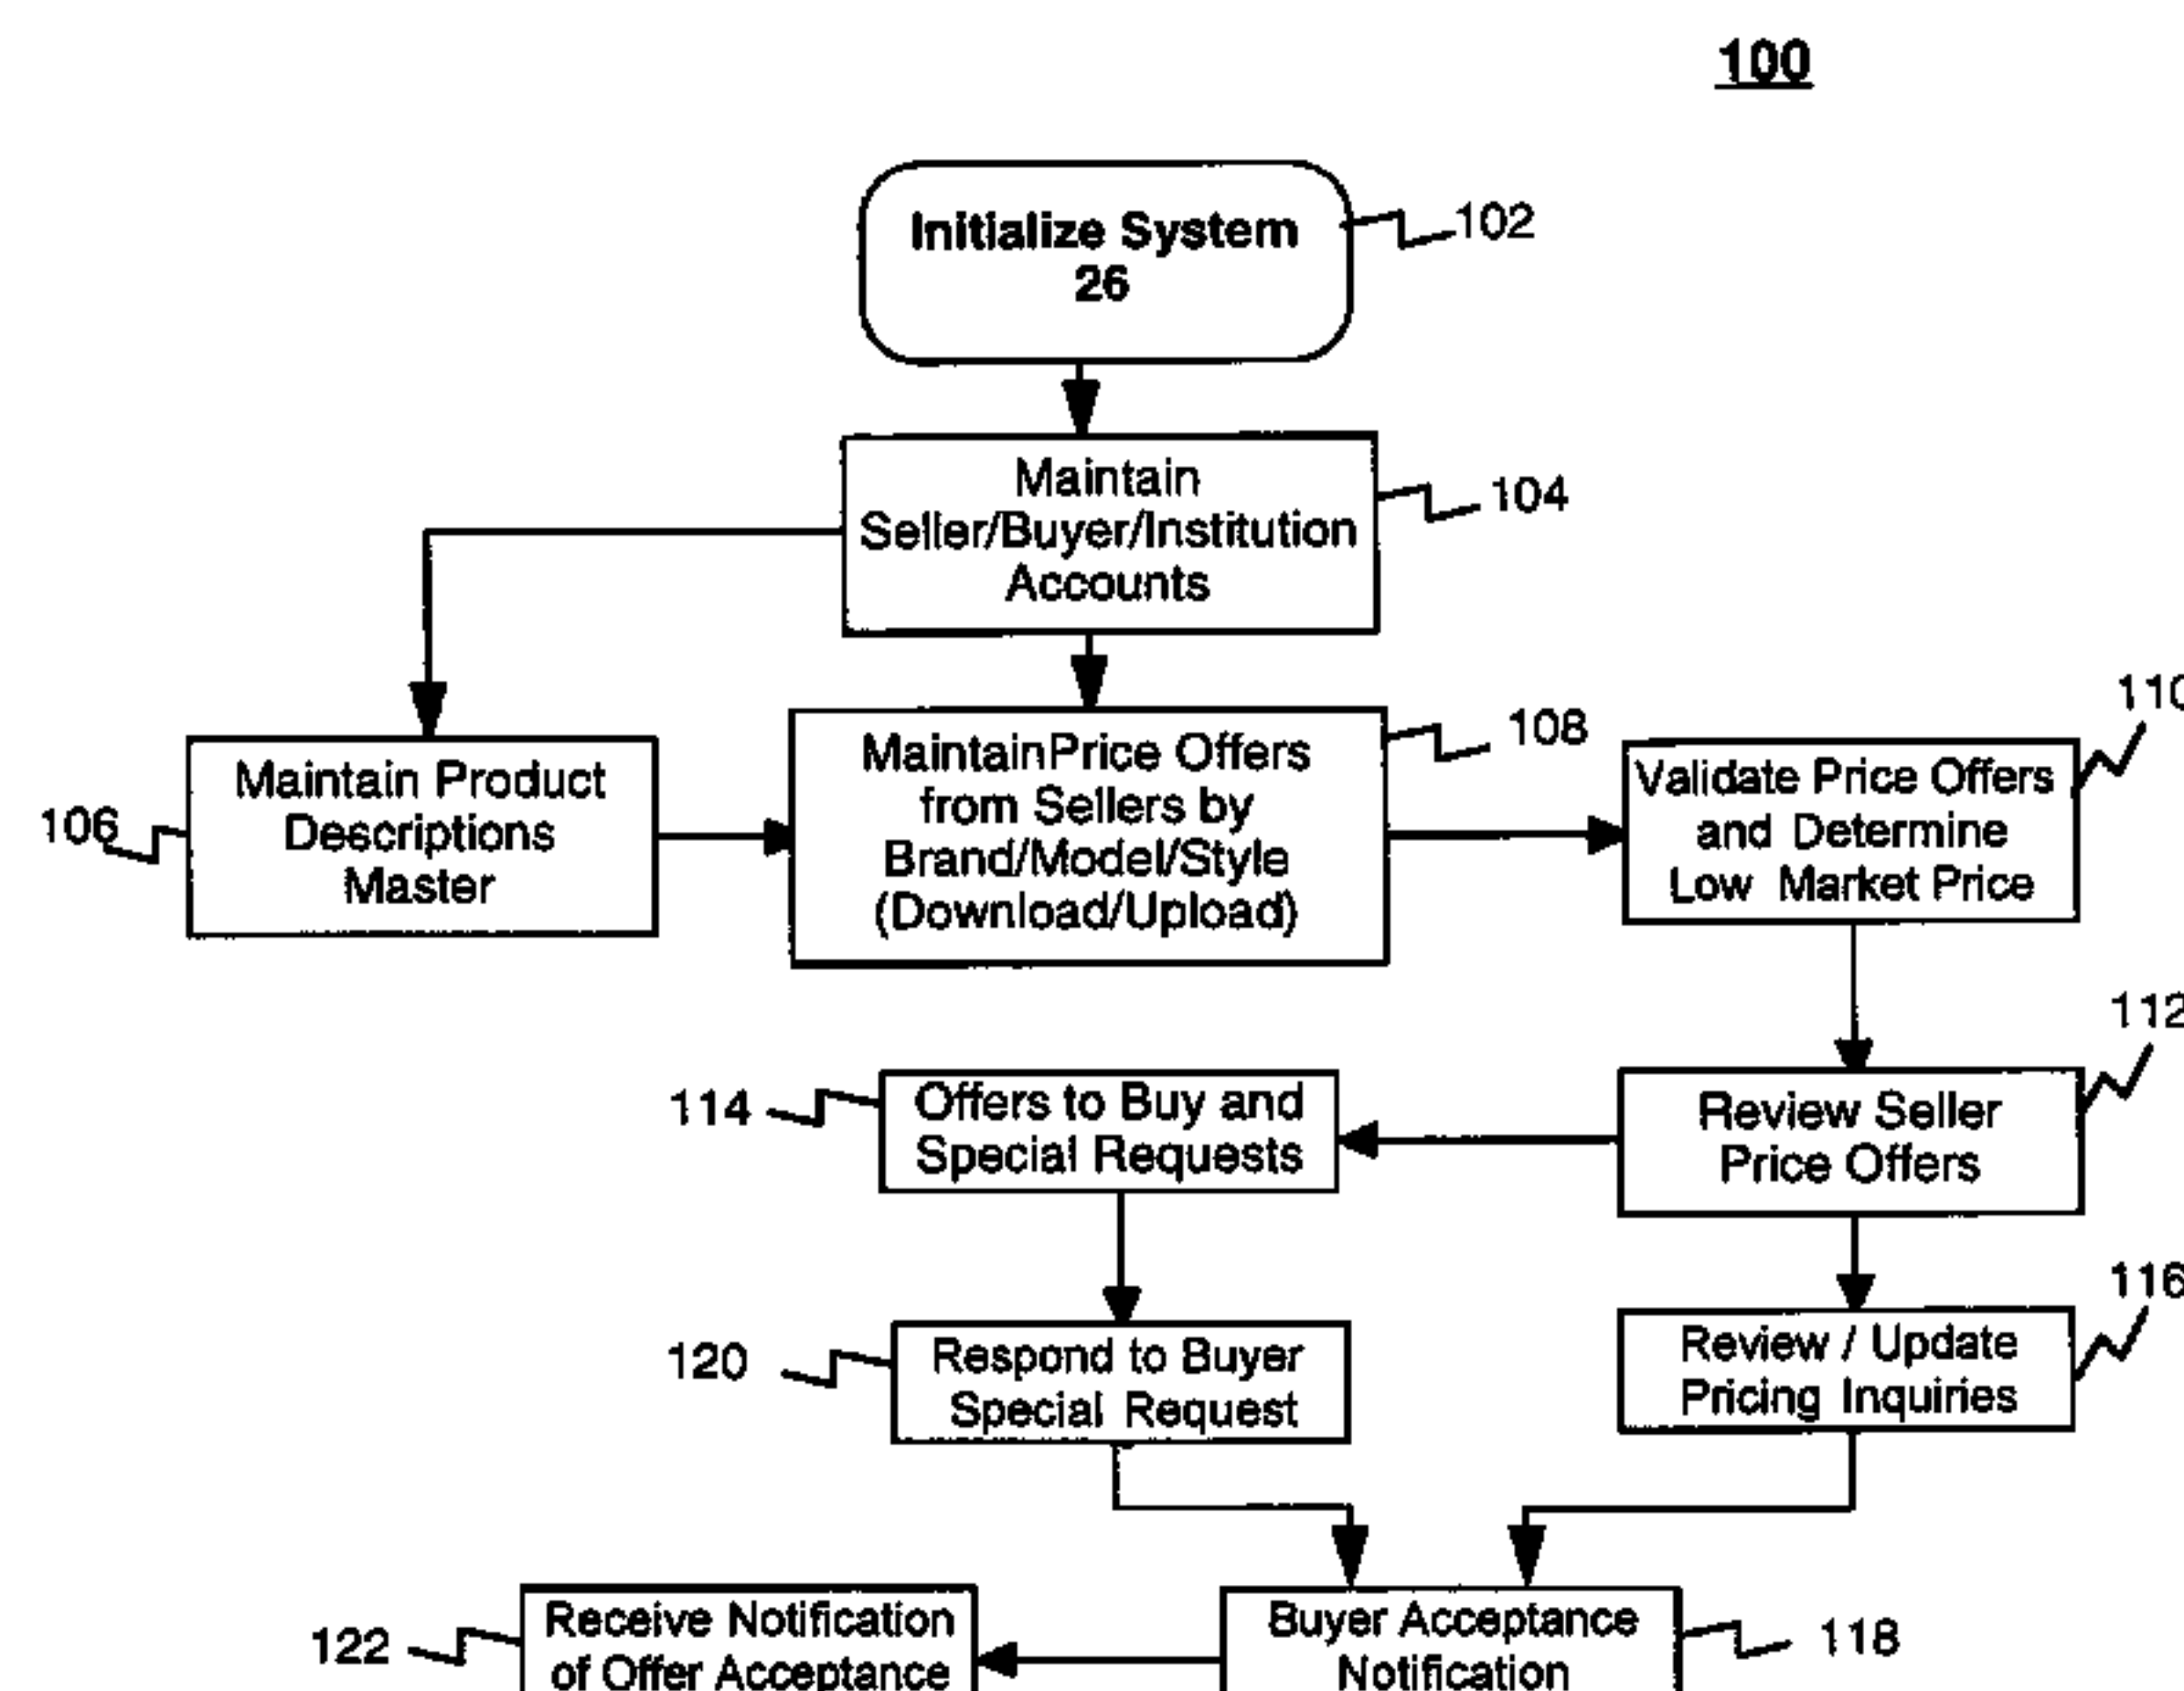 100
Initialize System
26
102
Maintain
Seller/Buyer/Institution
Accounts
104
106
Maintain Product
Descriptions
Master
MaintainPrice Offers
from Sellers by
Brand/Model/Style
(Download/Upload)
108
Validate Price Offers
and Determine
Low Market Price
110
112
114
Offers to Buy and
Special Requests
Review Seller
Price Offers
116
120
Respond to Buyer
Special Request
Review / Update
Pricing Inquiries
122
Receive Notification
of Offer Acceptance
Buyer Acceptance
Notification
118